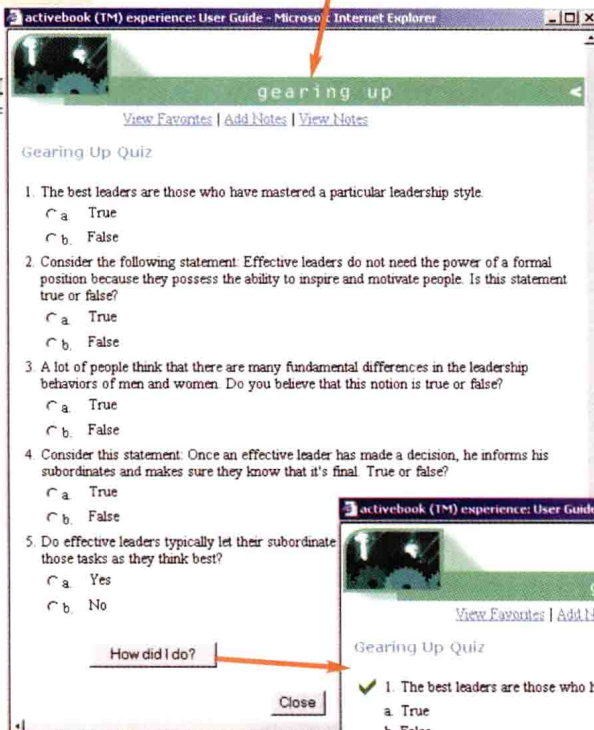 activebook (TM) experience: User Guide - Microsoft Internet Explorer
gearing up
<
View Favorites | Add Notes | View Notes
Gearing Up Quiz
1. The best leaders are those who have mastered a particular leadership style.
a. True
b. False
2. Consider the following statement: Effective leaders do not need the power of a formal
position because they possess the ability to inspire and motivate people. Is this statement
true or false?
a. True
b. False
3. A lot of people think that there are many fundamental differences in the leadership
behaviors of men and women. Do you believe that this notion is true or false?
a. True
b. False
4. Consider this statement: Once an effective leader has made a decision, he informs his
subordinates and makes sure they know that it's final. True or false?
a. True
b. False
5. Do effective leaders typically let their subordinate
those tasks as they think best?
a. Yes
b. No
How did I do?
Close
activebook (TM) experience: User Guide
View Favorites | Add
Gearing Up Quiz
1. The best leaders are those who
a. True
b. False